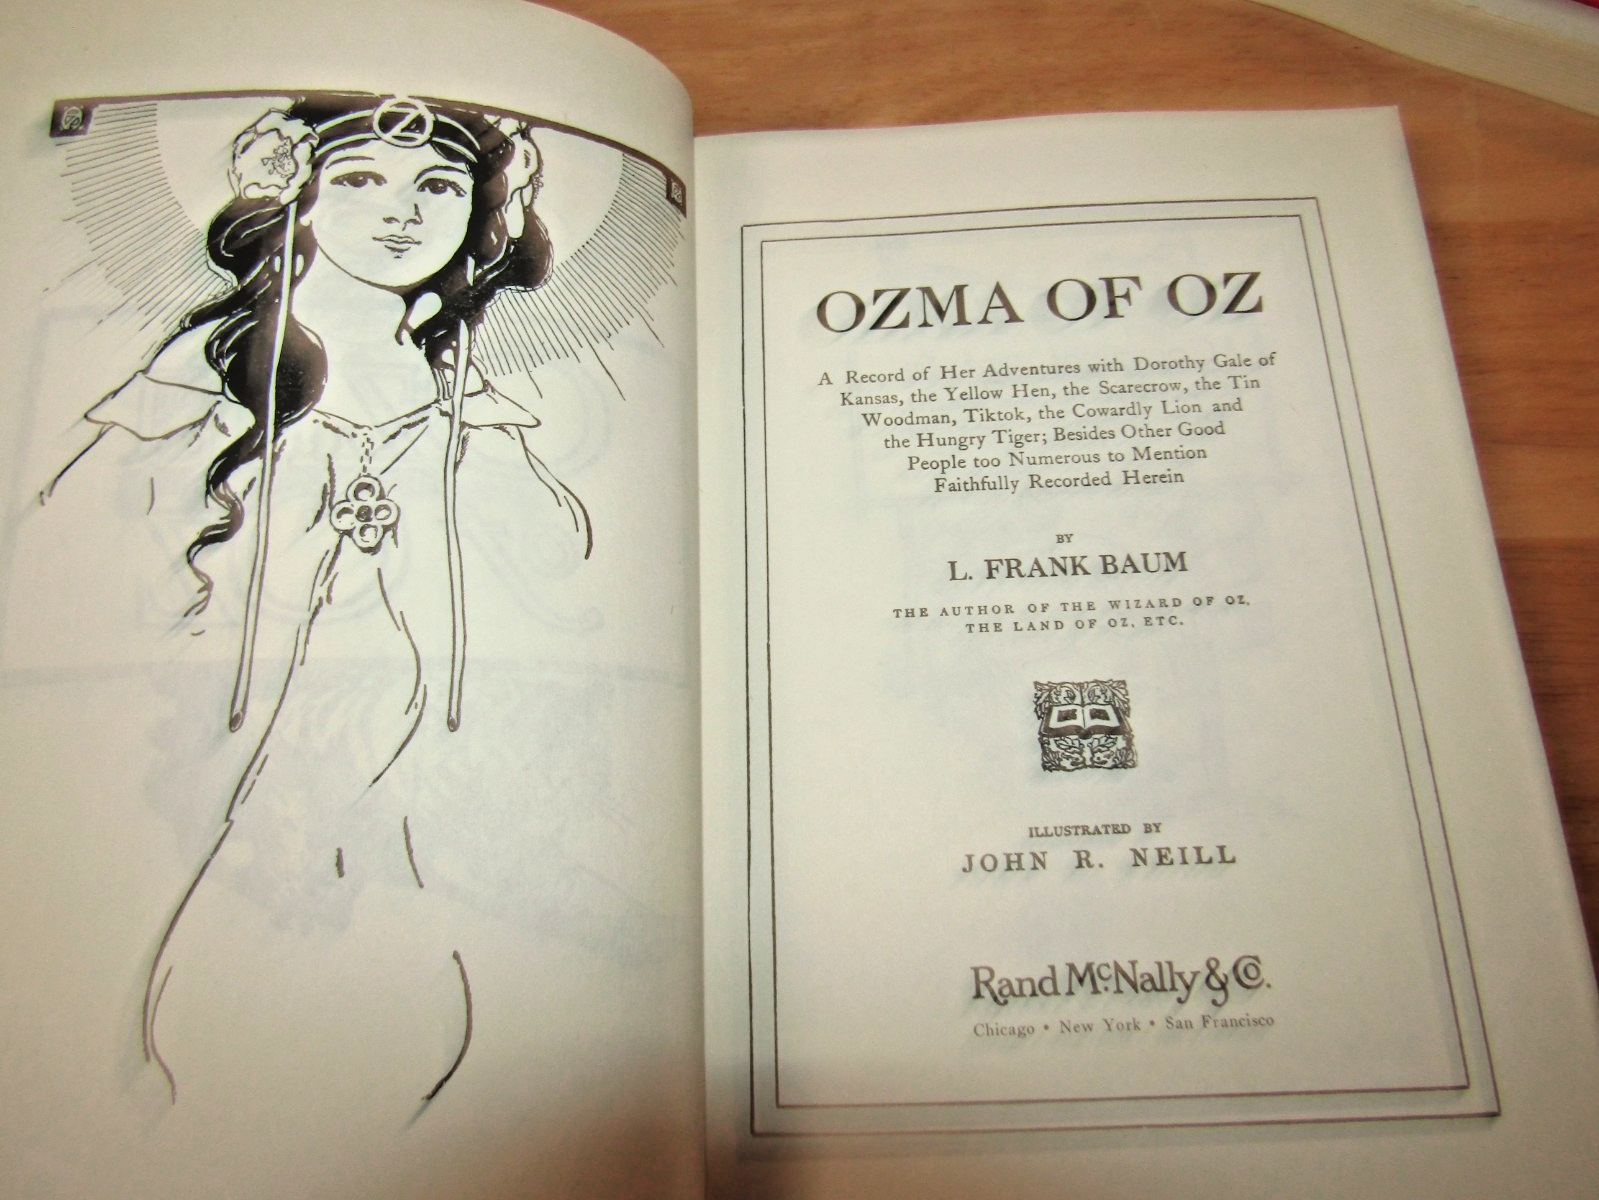 OZ
OZMA OF OZ
A Record of Her Adventures with Dorothy Gale of
Kansas, the Yellow Hen, the Scarecrow, the Tin
Woodman, Tiktok, the Cowardly Lion and
the Hungry Tiger; Besides Other Good
People too Numerous to Mention
Faithfully Recorded Herein
BY
L. FRANK BAUM
THE AUTHOR OF THE WIZARD OF OZ,
THE LAND OF OZ, ETC.
ILLUSTRATED BY
JOHN R. NEILL
Rand McNally & Co.
Chicago • New York • San Francisco